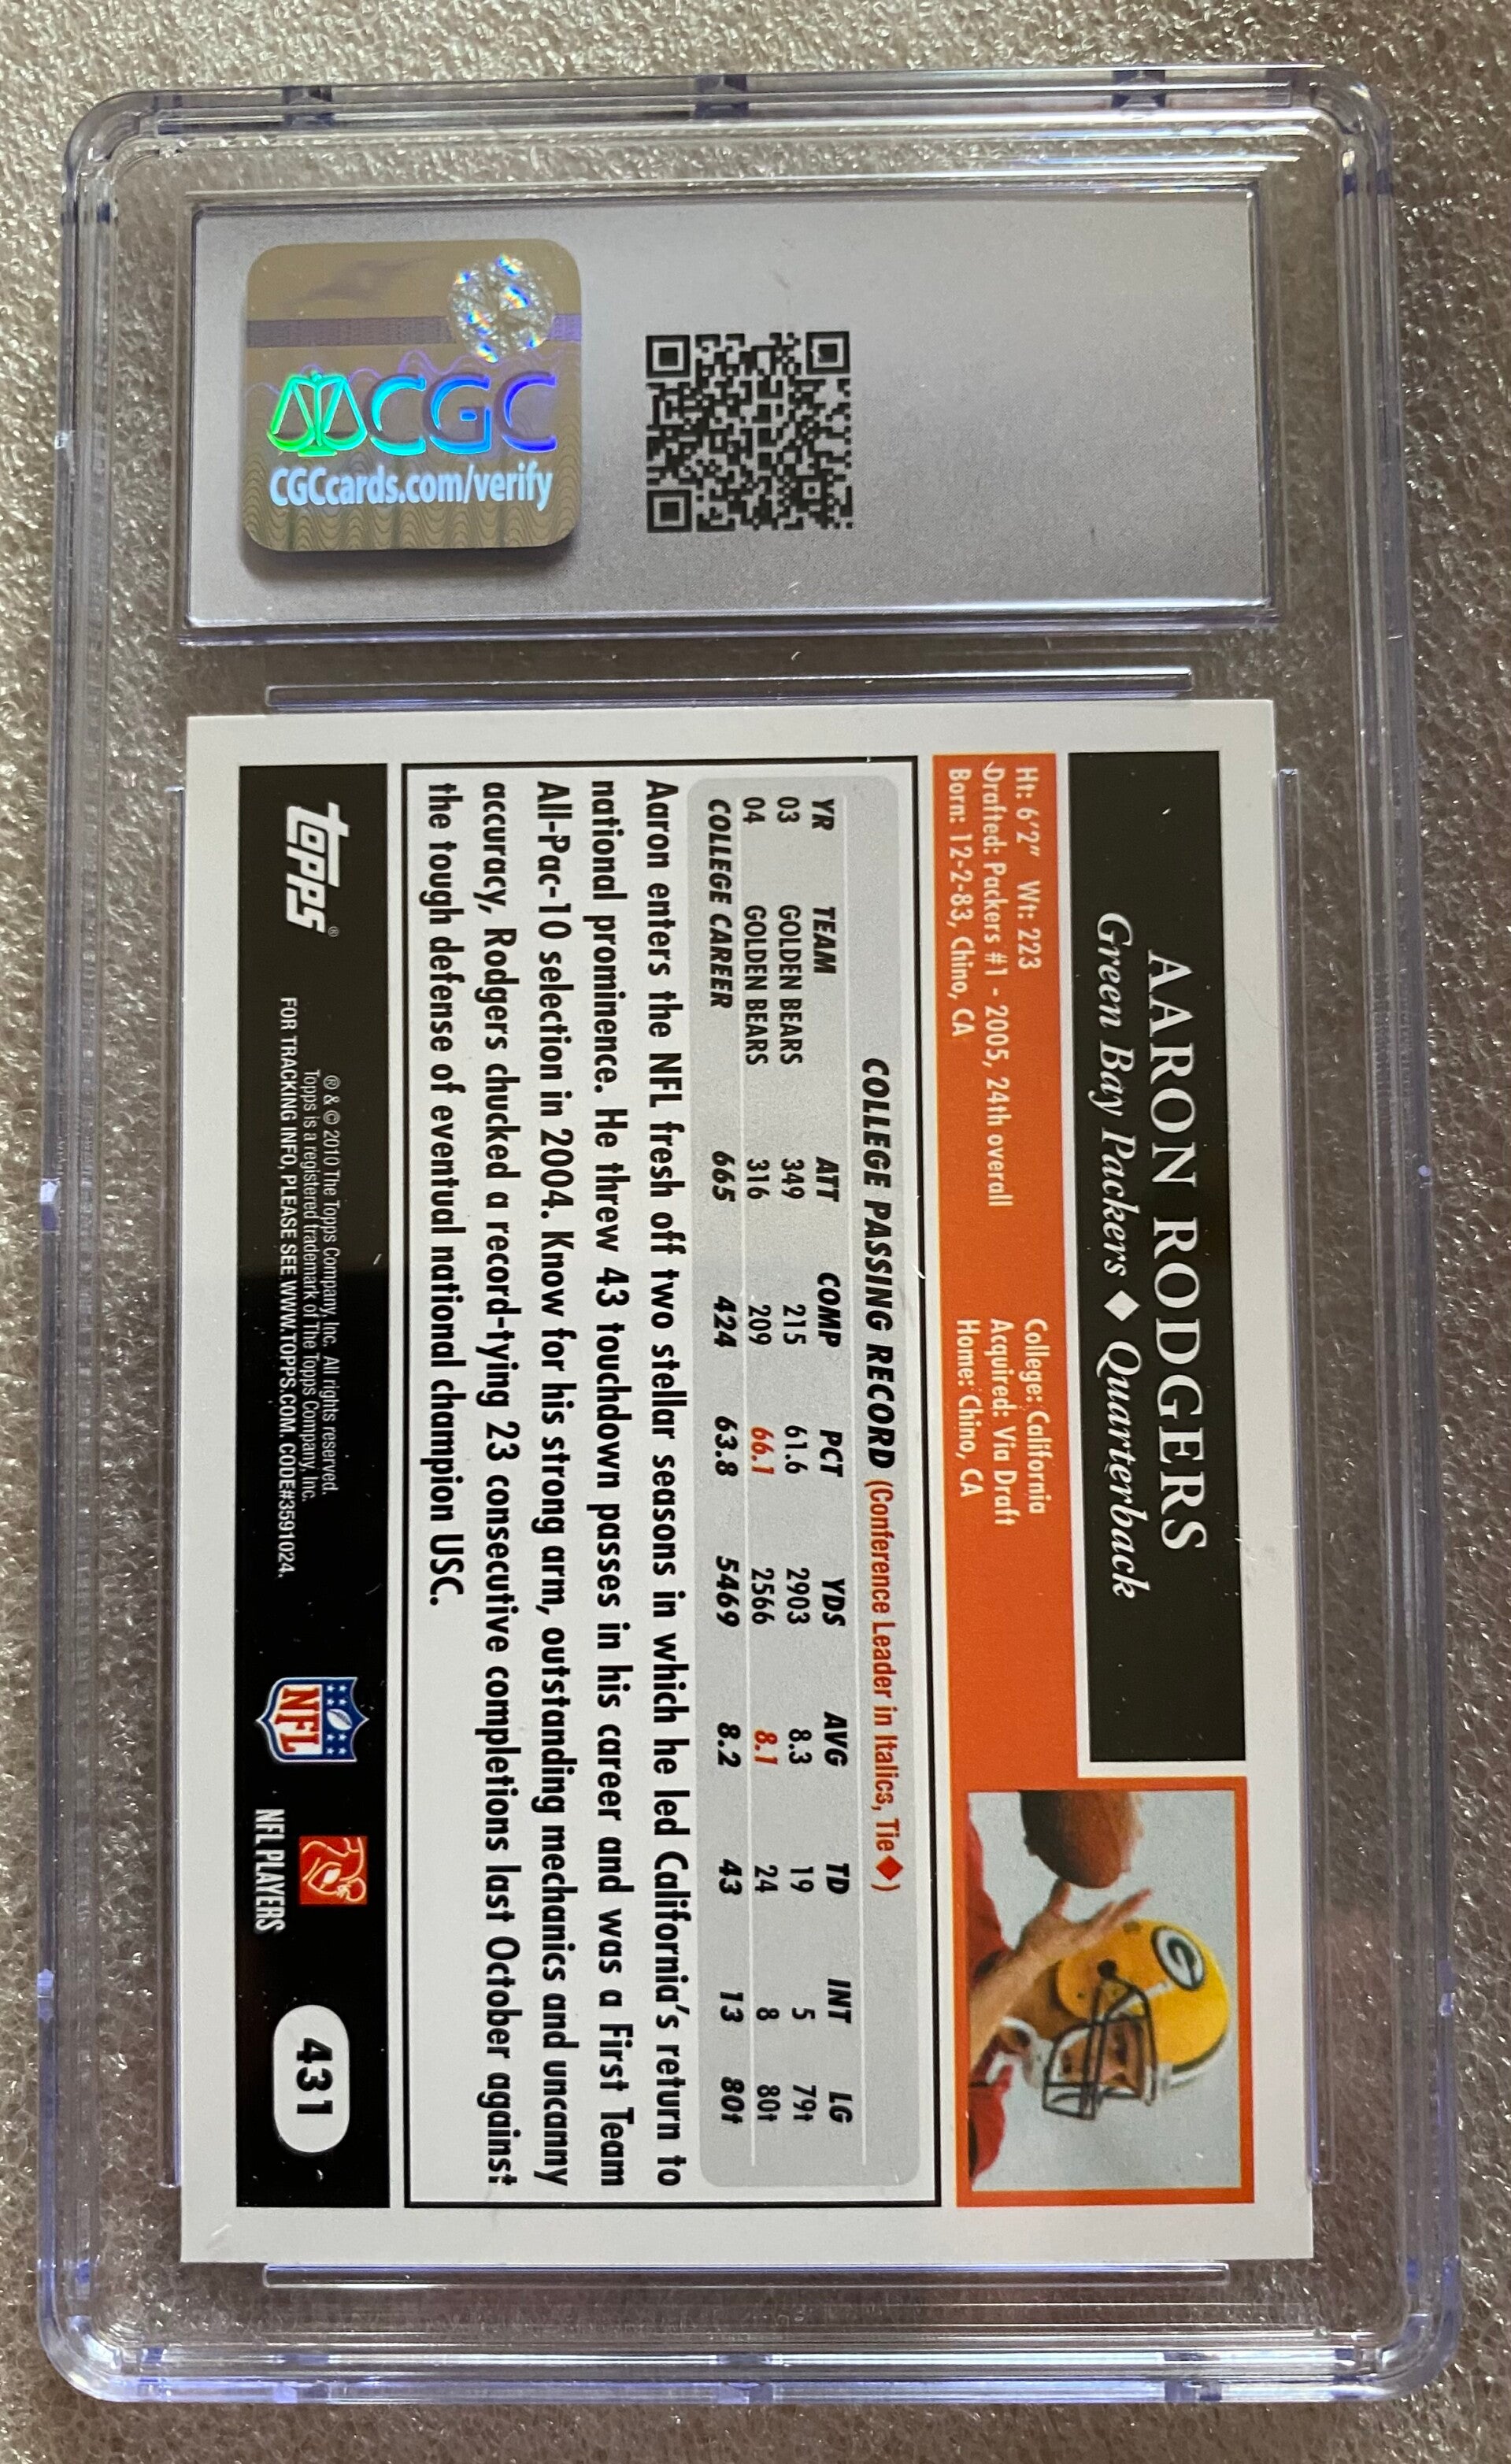 CGC
CGCcards.com/verify
AARON RODGERS
Green Bay Packers ♦ Quarterback
Ht: 6'2" Wt: 223
Drafted: Packers #1 - 2005, 24th overall
Born: 12-2-83, Chino, CA
College: California
Acquired: Via Draft
Home: Chino, CA
G
COLLEGE PASSING RECORD (Conference Leader in Italics, Tie♦)
YR TEAM ATT COMP PCT YDS AVG TD INT LG
03 GOLDEN BEARS 349 215 61.6 2903 8.3 19 5 79t
04 GOLDEN BEARS 316 209 66.1 2566 8.1 24 8 80t
COLLEGE CAREER 665 424 63.8 5469 8.2 43 13 80t
Aaron enters the NFL fresh off two stellar seasons in which he led California's return to
national prominence. He threw 43 touchdown passes in his career and was a First Team
All-Pac-10 selection in 2004. Know for his strong arm, outstanding mechanics and uncanny
accuracy, Rodgers chucked a record-tying 23 consecutive completions last October against
the tough defense of eventual national champion USC.
topps®
® & © 2010 The Topps Company, Inc. All rights reserved.
Topps is a registered trademark of The Topps Company, Inc.
FOR TRACKING INFO, PLEASE SEE WWW.TOPPS.COM. CODE#3591024.
NFL
NFL PLAYERS
431